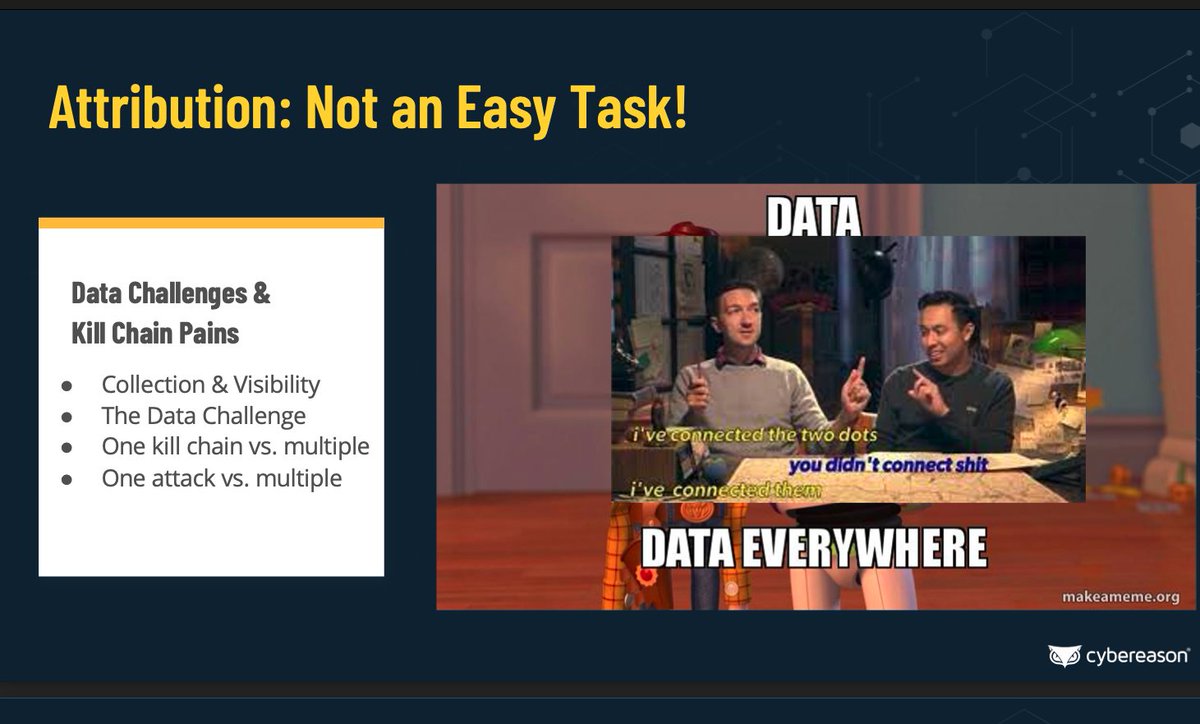 Attribution: Not an Easy Task!
Data Challenges &
Kill Chain Pains
● Collection & Visibility
● The Data Challenge
● One kill chain vs. multiple
● One attack vs. multiple
DATA
i've connected the two dots
you didn't connect shit
i've connected them
DATA EVERYWHERE
makeameme.org
cybereason®